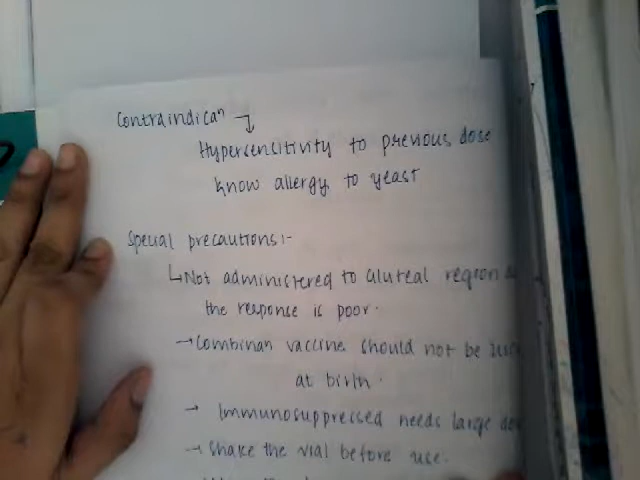 Contraindican
Hypersensitivity to previous dose
know allergy to yeast
Special precautions:-
Not administered to gluteal region
the response is poor.
→ Combinan vaccine should not be
at birth.
→ Immunosuppressed needs large
→ Shake the vial before use.